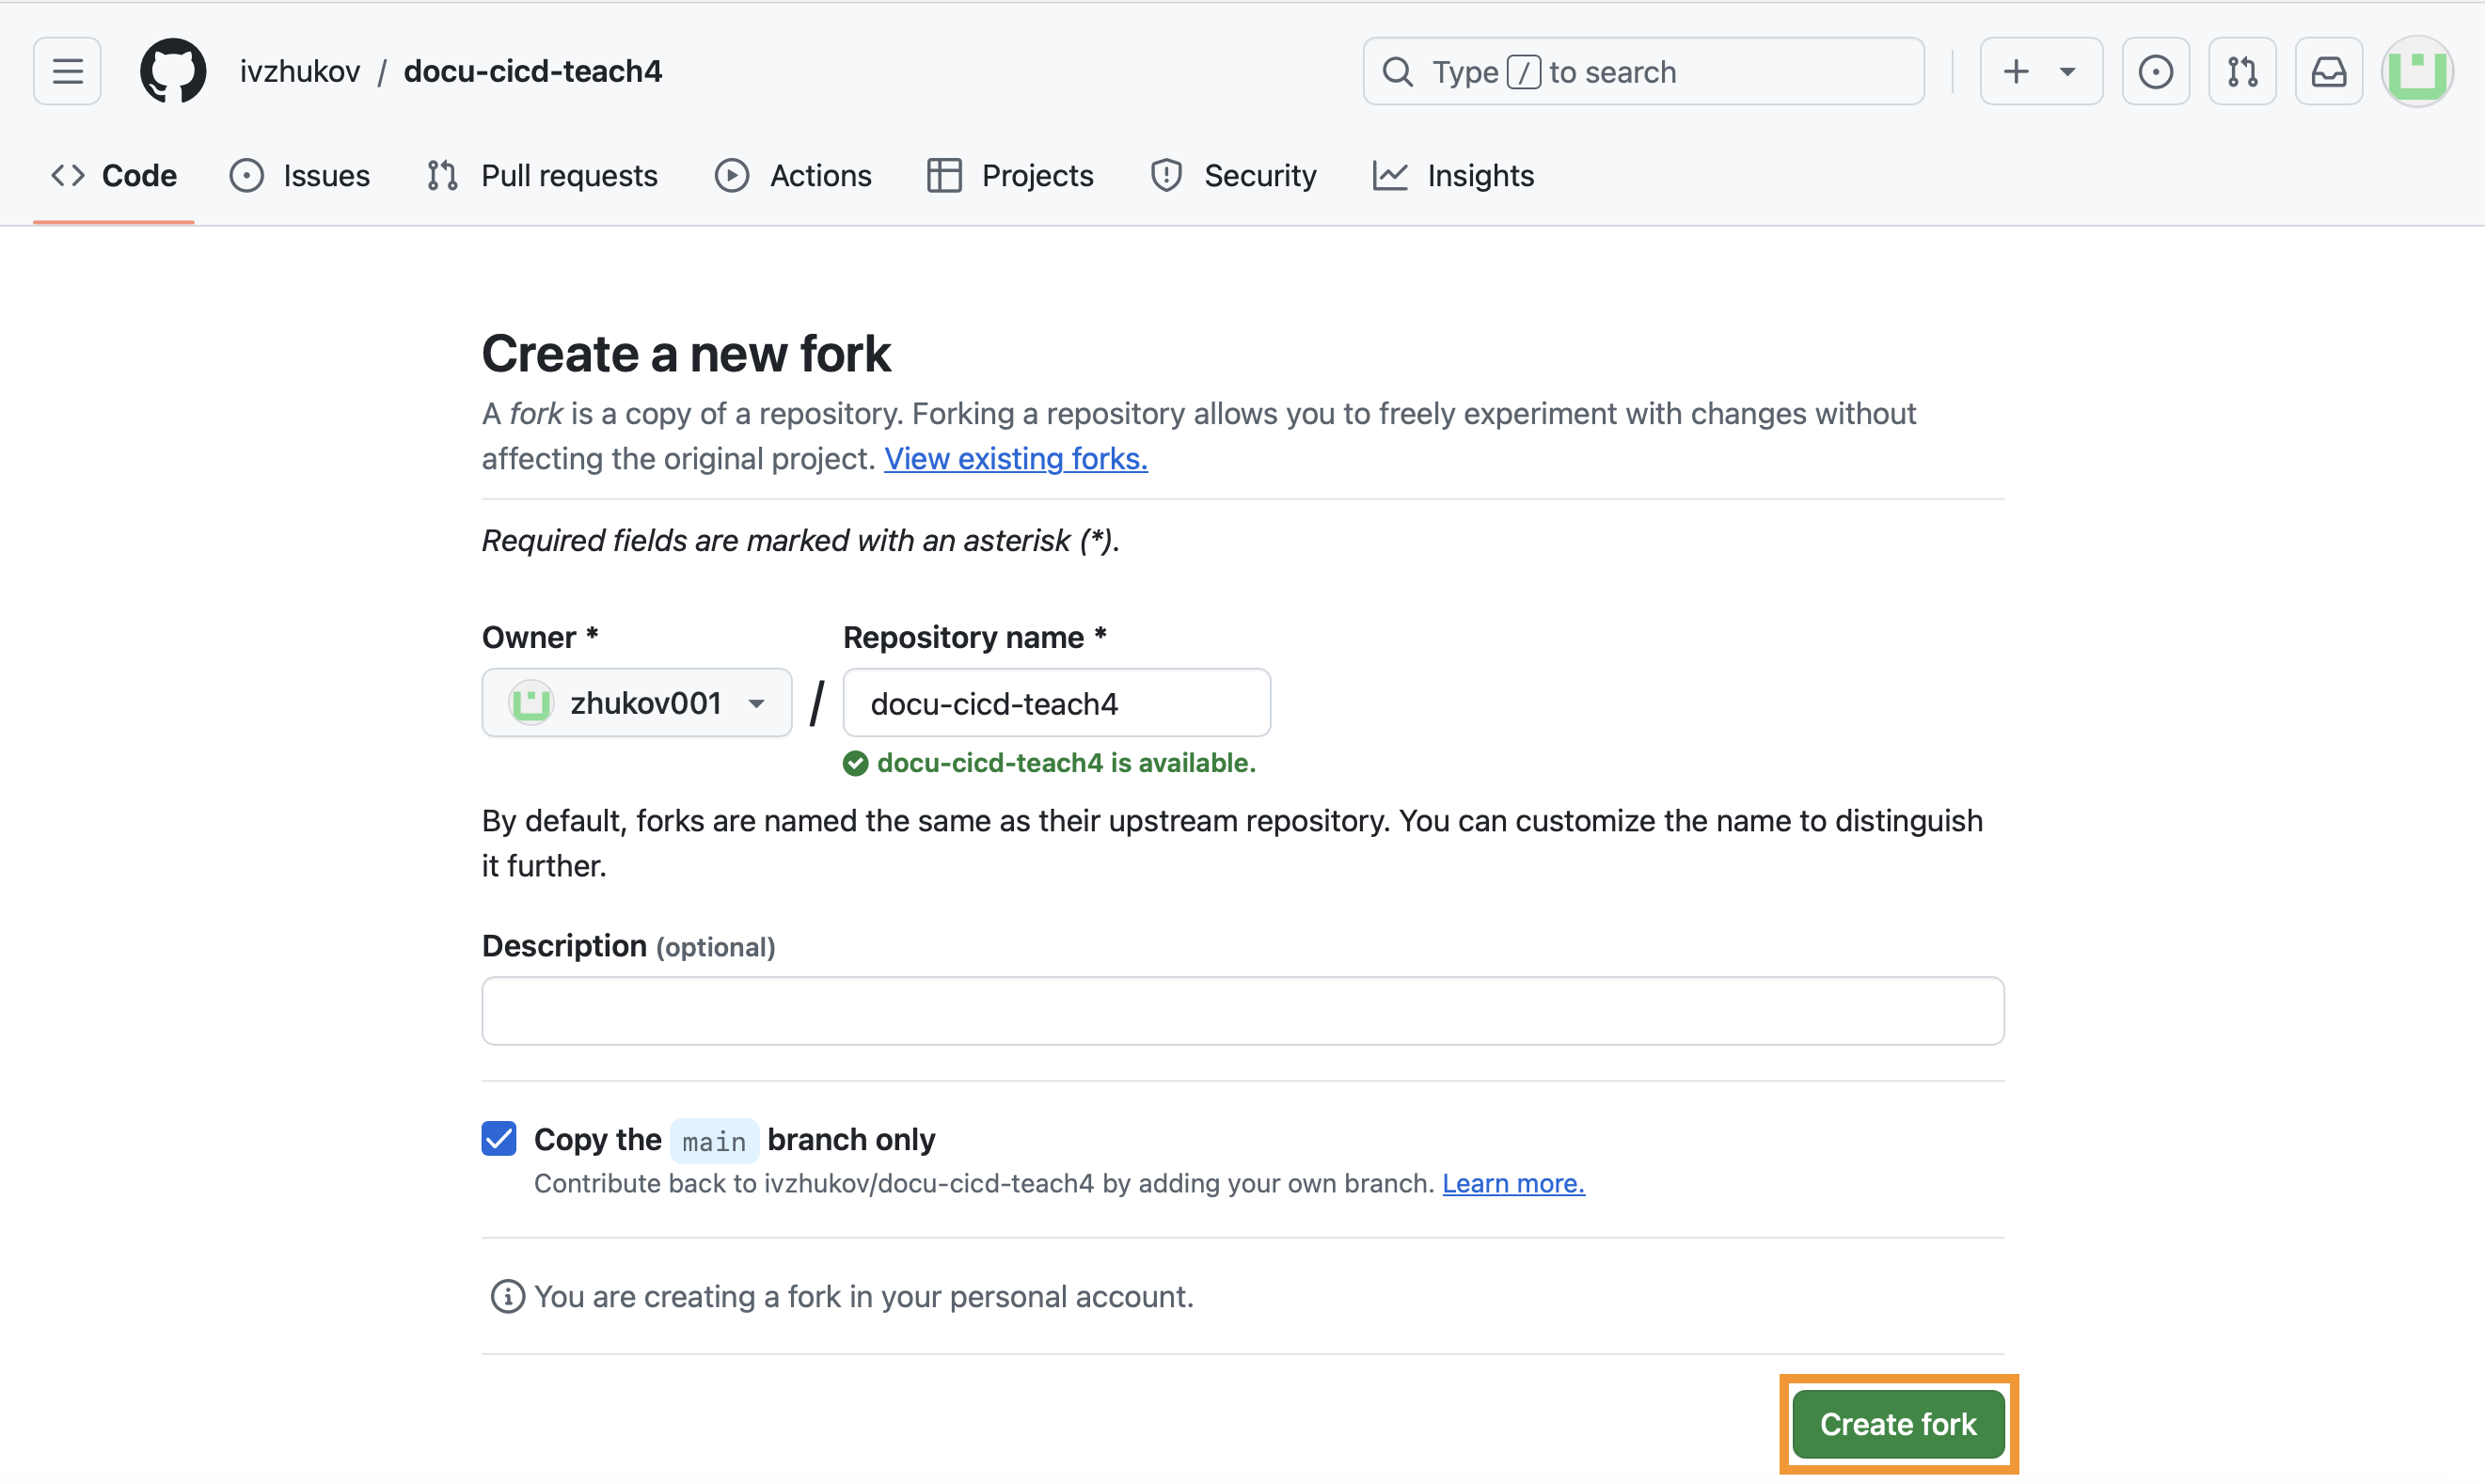 ivzhukov / docu-cicd-teach4
Type / to search
Code Issues Pull requests Actions Projects Security Insights
Create a new fork
A fork is a copy of a repository. Forking a repository allows you to freely experiment with changes without
affecting the original project. View existing forks.
Required fields are marked with an asterisk (*).
Owner * Repository name *
zhukov001 / docu-cicd-teach4
docu-cicd-teach4 is available.
By default, forks are named the same as their upstream repository. You can customize the name to distinguish
it further.
Description (optional)
Copy the main branch only
Contribute back to ivzhukov/docu-cicd-teach4 by adding your own branch. Learn more.
You are creating a fork in your personal account.
Create fork